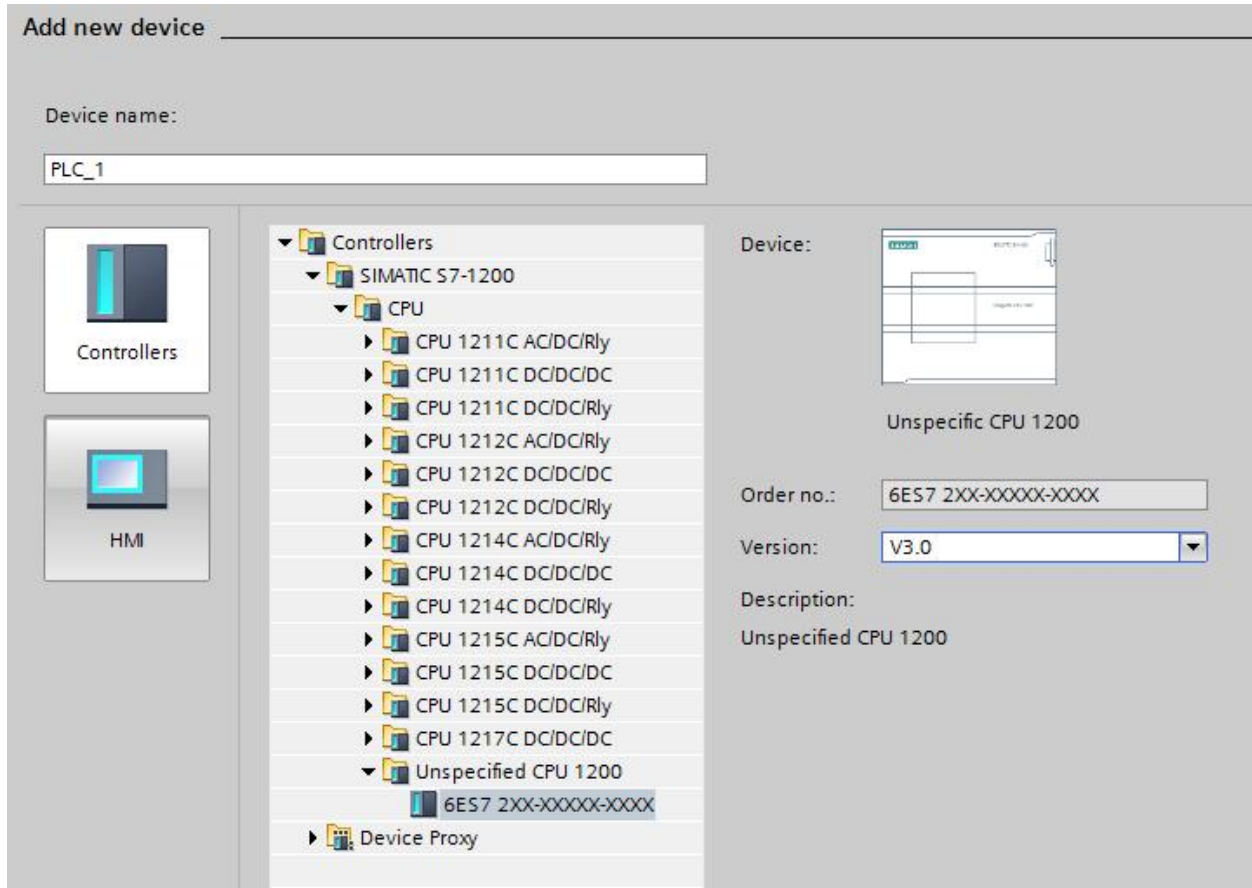 Add new device
Device name:
PLC_1
Controllers
HMI
Controllers
SIMATIC S7-1200
CPU
CPU 1211C AC/DC/Rly
CPU 1211C DC/DC/DC
CPU 1211C DC/DC/Rly
CPU 1212C AC/DC/Rly
CPU 1212C DC/DC/DC
CPU 1212C DC/DC/Rly
CPU 1214C AC/DC/Rly
CPU 1214C DC/DC/DC
CPU 1214C DC/DC/Rly
CPU 1215C AC/DC/Rly
CPU 1215C DC/DC/DC
CPU 1215C DC/DC/Rly
CPU 1217C DC/DC/DC
Unspecified CPU 1200
6ES7 2XX-XXXXX-XXXX
Device Proxy
Device:
Unspecific CPU 1200
Order no.: 6ES7 2XX-XXXXX-XXXX
Version: V3.0
Description:
Unspecified CPU 1200